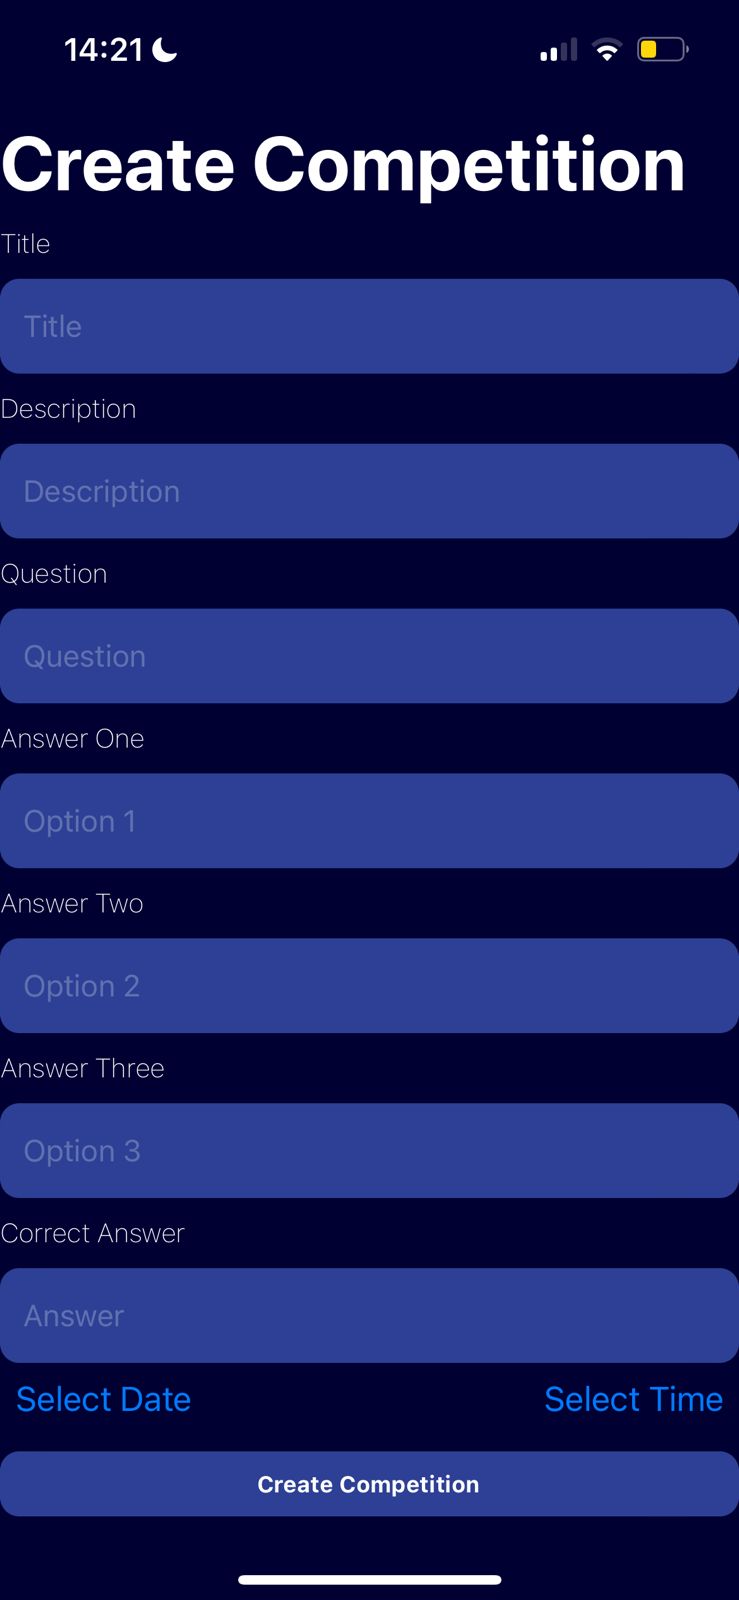 14:21
Create Competition
Title
Title
Description
Description
Question
Question
Answer One
Option 1
Answer Two
Option 2
Answer Three
Option 3
Correct Answer
Answer
Select Date Select Time
Create Competition